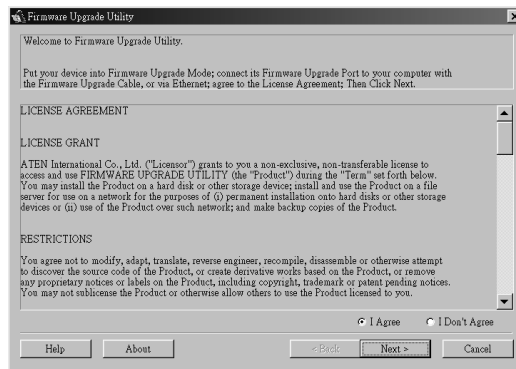 Firmware Upgrade Utility
Welcome to Firmware Upgrade Utility.
Put your device into Firmware Upgrade Mode; connect its Firmware Upgrade Port to your computer with
the Firmware Upgrade Cable, or via Ethernet; agree to the License Agreement; Then Click Next.
LICENSE AGREEMENT
LICENSE GRANT
ATEN International Co., Ltd. ("Licensor") grants to you a non-exclusive, non-transferable license to
access and use FIRMWARE UPGRADE UTILITY (the "Product") during the "Term" set forth below.
You may install the Product on a hard disk or other storage device; install and use the Product on a file
server for use on a network for the purposes of (i) permanent installation onto hard disks or other storage
devices or (ii) use of the Product over such network; and make backup copies of the Product.
RESTRICTIONS
You agree not to modify, adapt, translate, reverse engineer, recompile, disassemble or otherwise attempt
to discover the source code of the Product, or create derivative works based on the Product, or remove
any proprietary notices or labels on the Product, including copyright, trademark or patent pending notices.
You may not sublicense the Product or otherwise allow others to use the Product licensed to you.
I Agree I Don't Agree
Help About < Back Next > Cancel